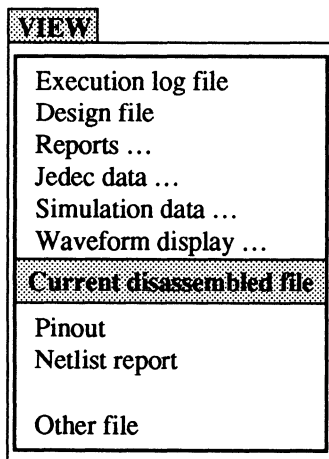 VIEW
Execution log file
Design file
Reports ...
Jedec data ...
Simulation data ...
Waveform display ...
Current disassembled file
Pinout
Netlist report
Other file